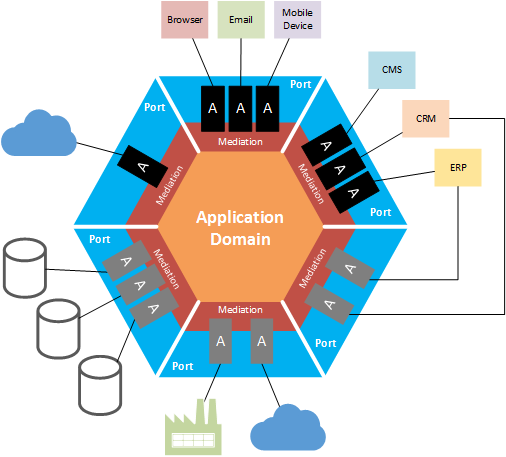 Browser
Email
Mobile
Device
Port
Port
A
A
A
CMS
Mediation
CRM
A
A
A
ERP
A
Mediation
Mediation
Port
Application
Domain
Port
A
A
A
Mediation
Mediation
A
A
Mediation
A
A
Port
Port